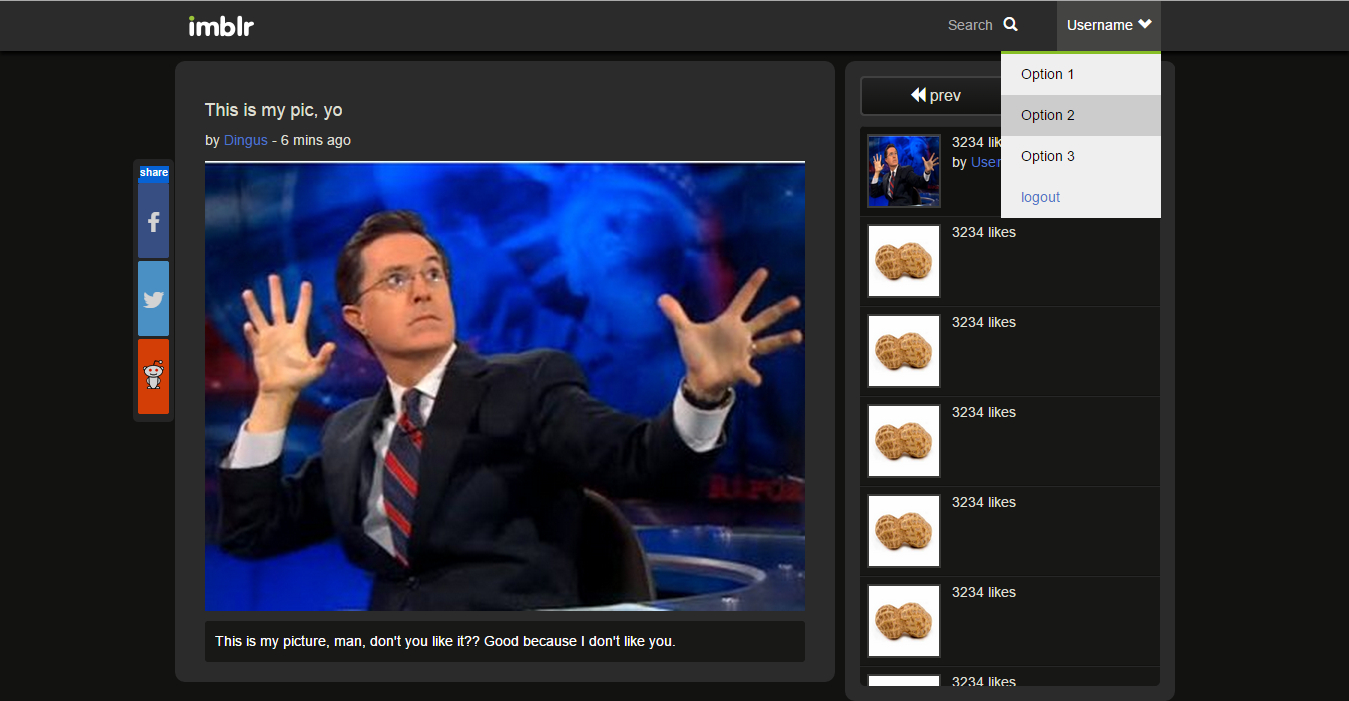 imblr
Search
Username
Option 1
Option 2
Option 3
logout
This is my pic, yo
by Dingus - 6 mins ago
share
This is my picture, man, don't you like it?? Good because I don't like you.
prev
3234 lik
by User
3234 likes
3234 likes
3234 likes
3234 likes
3234 likes
3234 likes